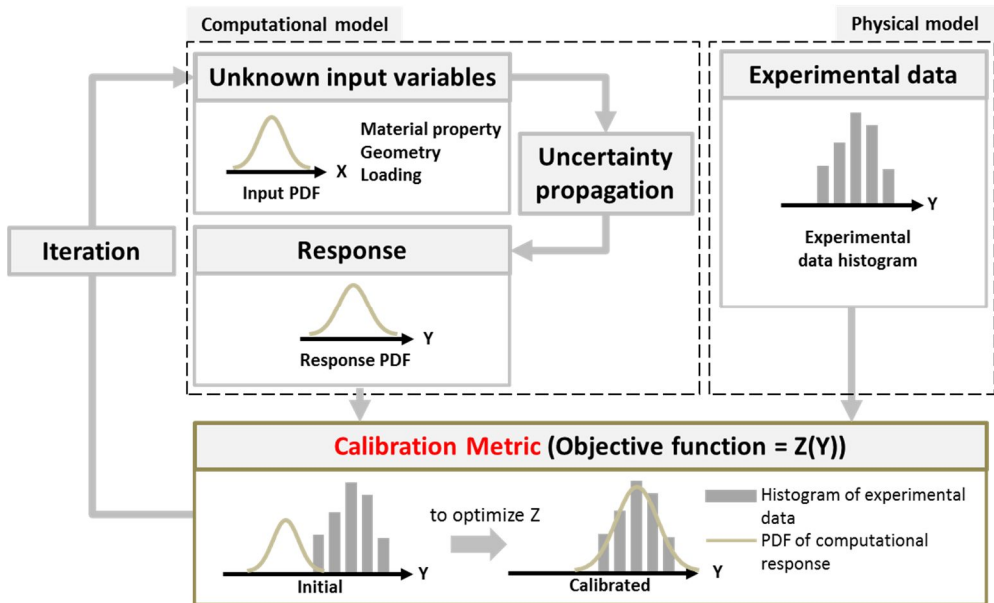 Computational model
Physical model
Unknown input variables
Material property
Geometry
Loading
X
Input PDF
Uncertainty
propagation
Experimental data
Y
Experimental
data histogram
Iteration
Response
Y
Response PDF
Calibration Metric (Objective function = Z(Y))
to optimize Z
Y
Initial
Y
Calibrated
Histogram of experimental
data
PDF of computational
response